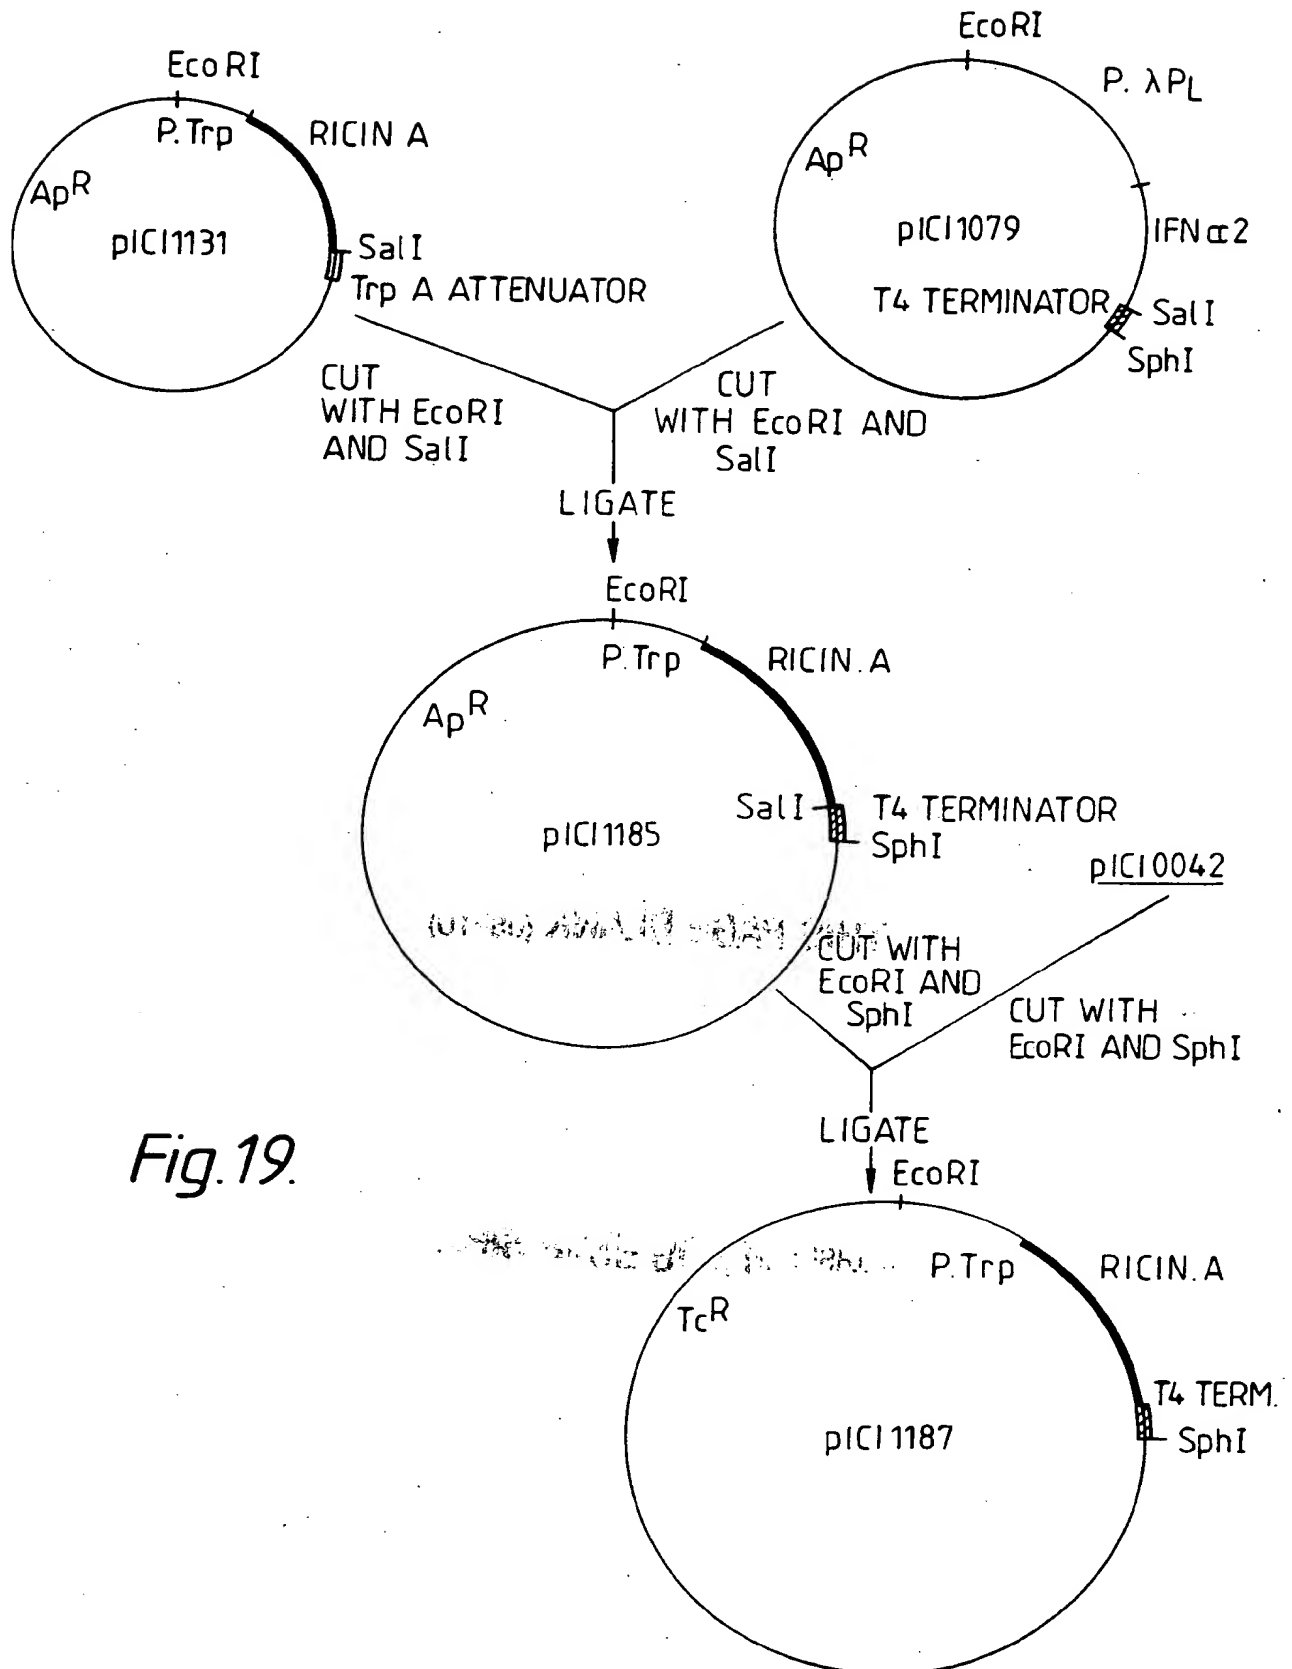 EcoRI
P.Trp
RICIN A
ApR
pICI1131
SalI
Trp A ATTENUATOR
EcoRI
P. λPL
ApR
pICI1079
IFNα2
T4 TERMINATOR
SalI
SphI
CUT
WITH EcoRI
AND SalI
CUT
WITH EcoRI AND
SalI
LIGATE
EcoRI
P.Trp
RICIN.A
ApR
pICI1185
SalI
T4 TERMINATOR
SphI
pICI0042
CUT WITH
EcoRI AND
SphI
CUT WITH
EcoRI AND SphI
LIGATE
Fig.19.
EcoRI
P.Trp
RICIN.A
TcR
pICI1187
T4 TERM.
SphI